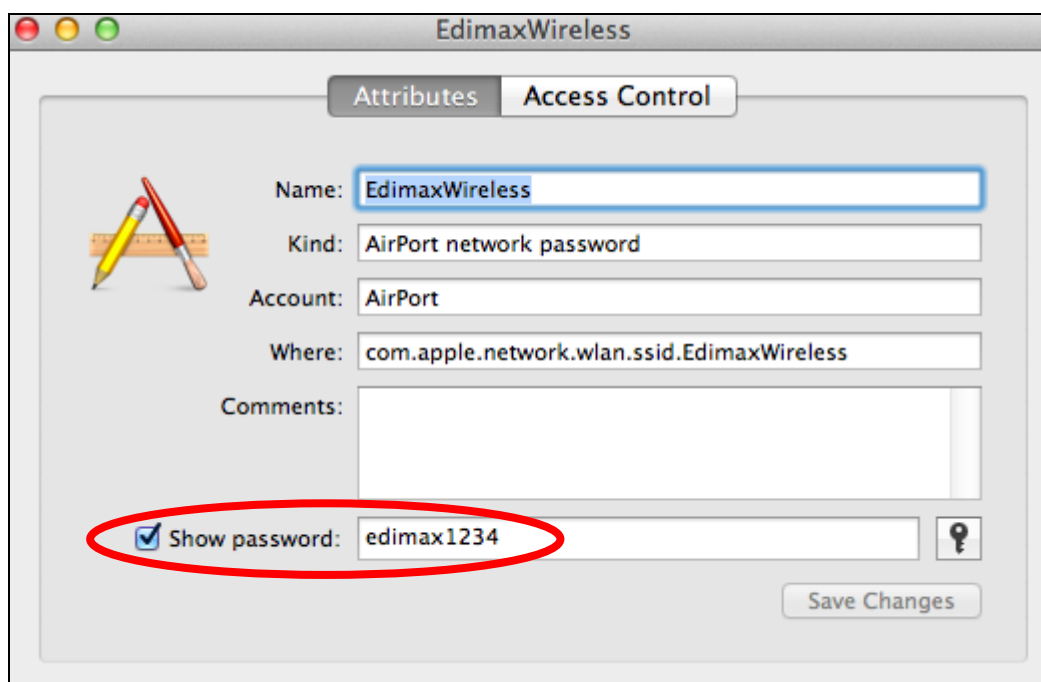 EdimaxWireless
Attributes Access Control
Name: EdimaxWireless
Kind: AirPort network password
Account: AirPort
Where: com.apple.network.wlan.ssid.EdimaxWireless
Comments:
Show password: edimax1234
Save Changes